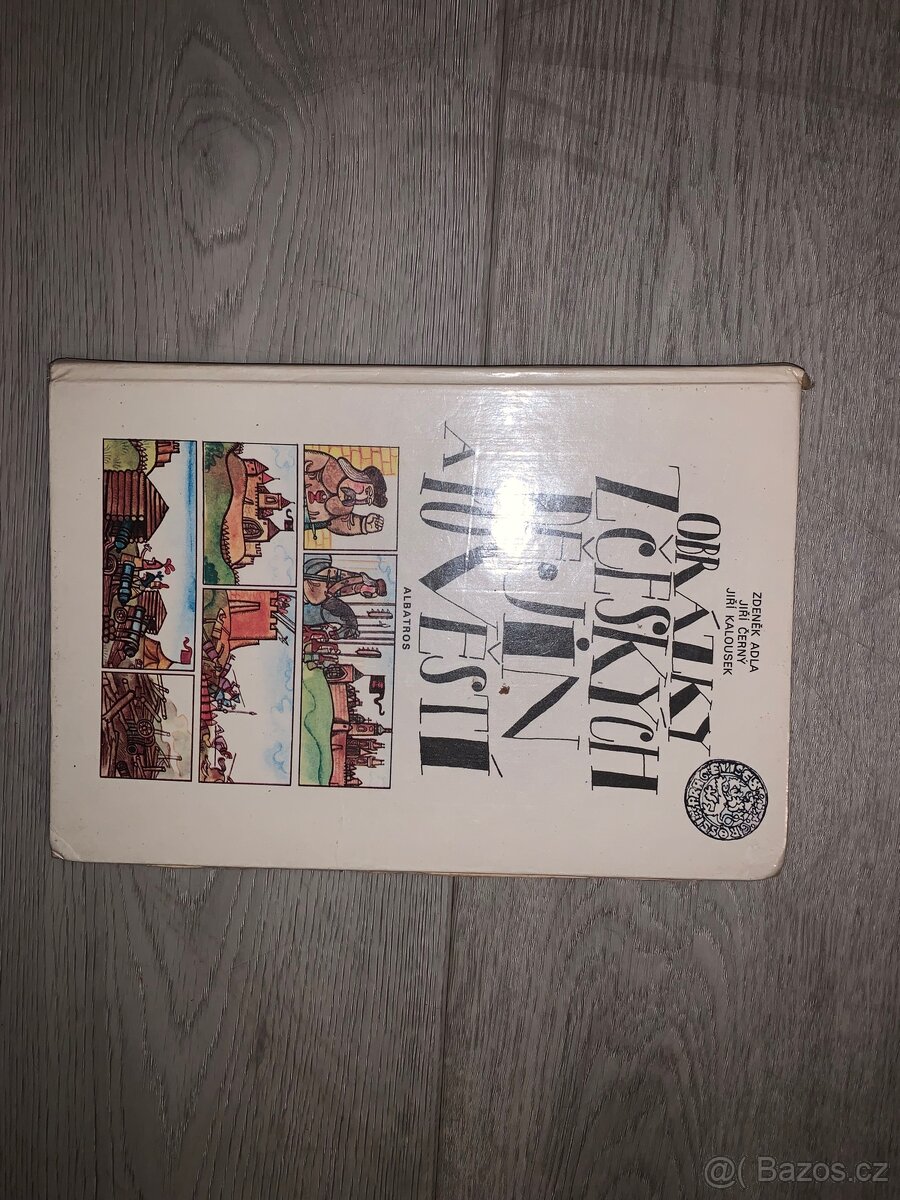 ZDENĚK ADLA
JIŘÍ ČERNÝ
JIŘÍ KALOUSEK
OBRÁZKY
Z ČESKÝCH
DĚJIN
A POVĚSTÍ
ALBATROS
@( Bazos.cz